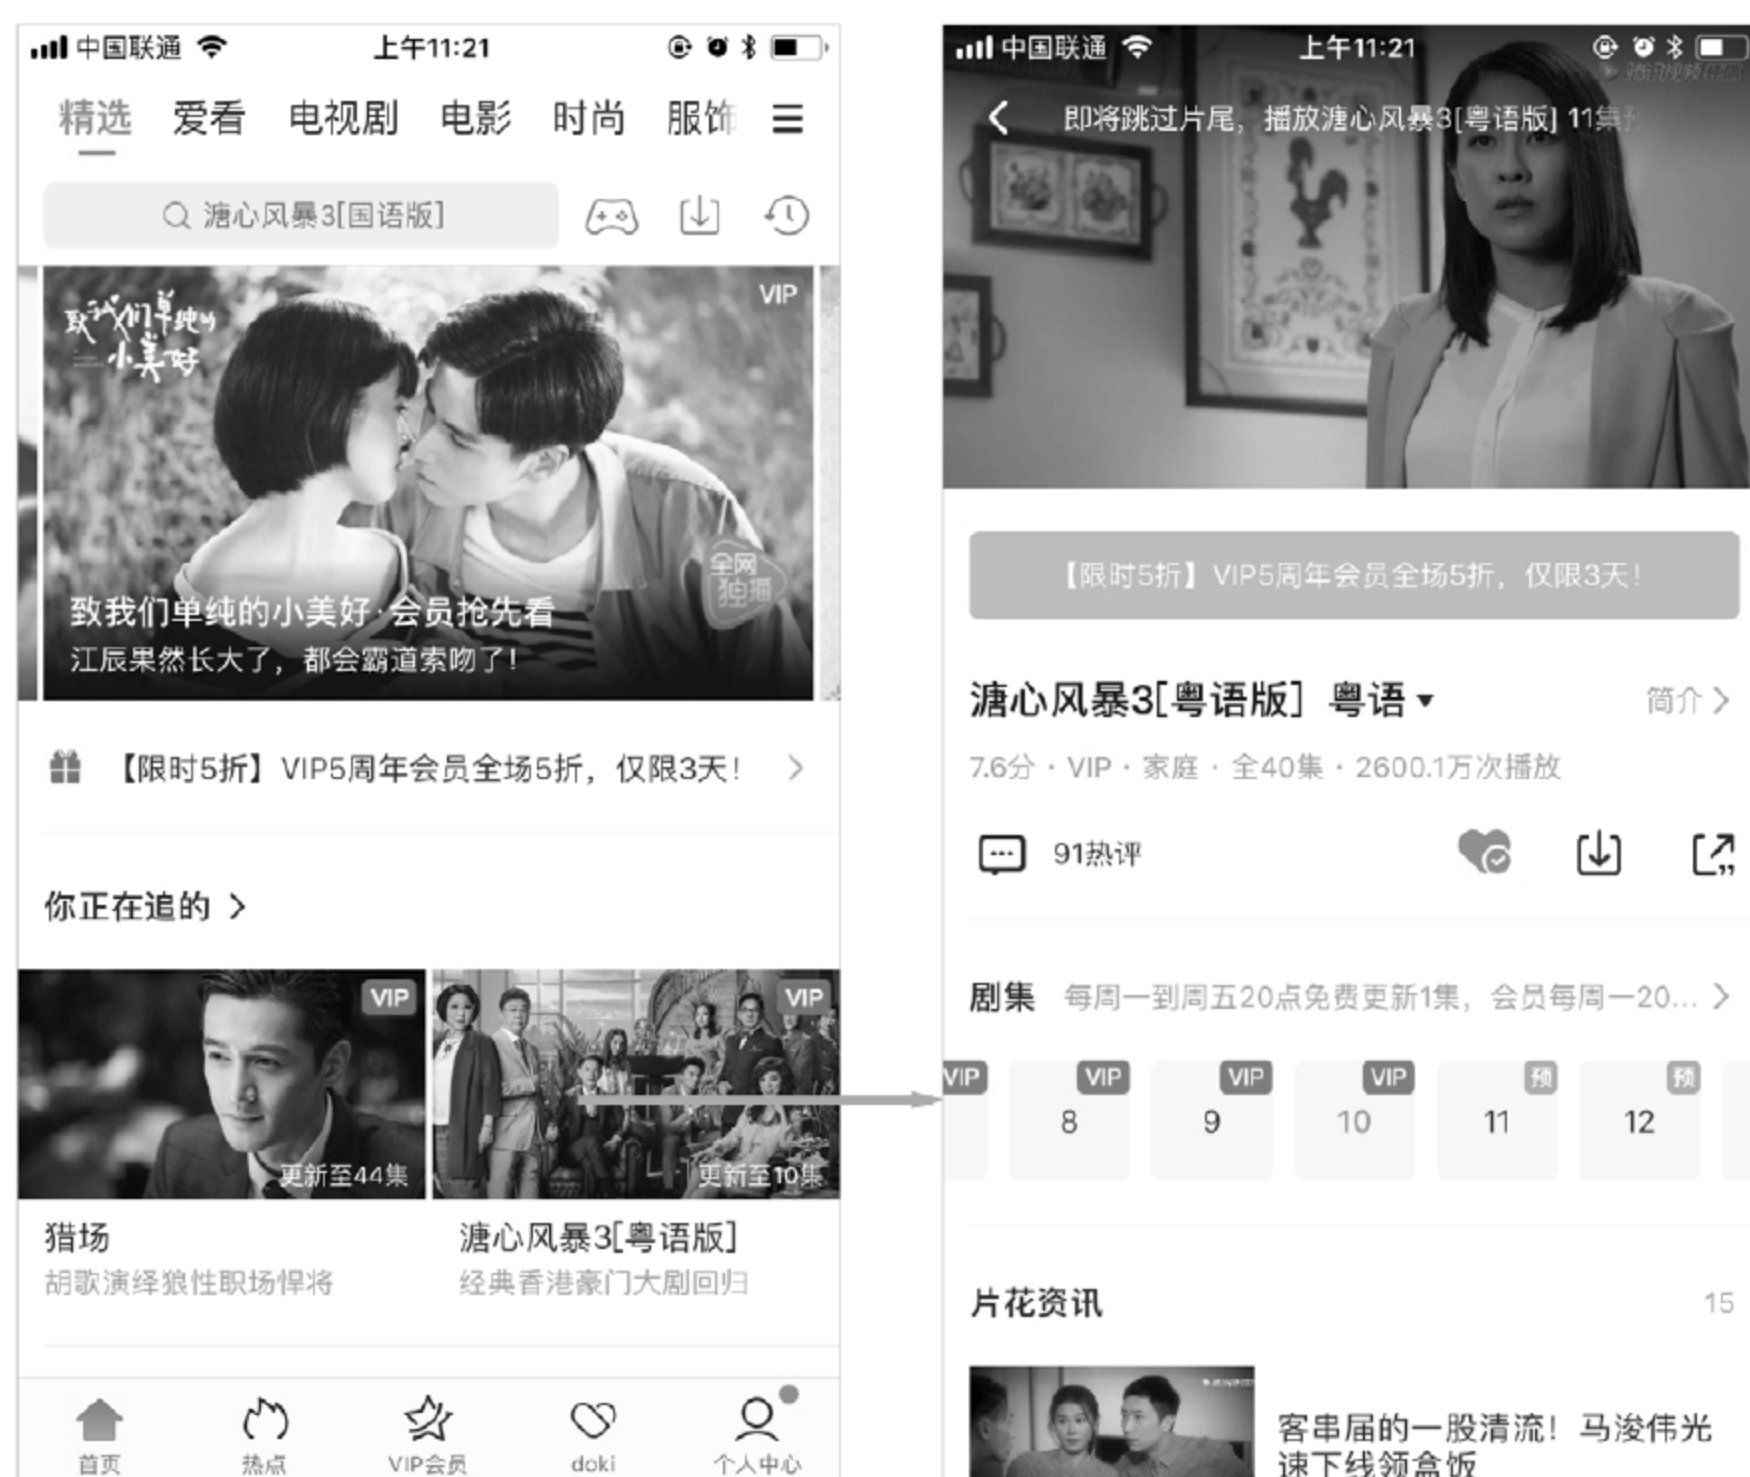 中国联通
上午11:21
精选 爱看 电视剧 电影 时尚 服饰
溏心风暴3[国语版]
VIP
致我们单纯的
小美好
全网
独播
致我们单纯的小美好·会员抢先看
江辰果然长大了，都会霸道索吻了！
【限时5折】VIP5周年会员全场5折，仅限3天！
你正在追的
VIP
更新至44集
VIP
更新至10集
猎场
胡歌演绎狼性职场悍将
溏心风暴3[粤语版]
经典香港豪门大剧回归
首页 热点 VIP会员 doki 个人中心
中国联通
上午11:21
腾讯视频
即将跳过片尾，播放溏心风暴3[粤语版] 11集预
【限时5折】VIP5周年会员全场5折，仅限3天！
溏心风暴3[粤语版] 粤语
简介
7.6分 · VIP · 家庭 · 全40集 · 2600.1万次播放
91热评
剧集 每周一到周五20点免费更新1集，会员每周一20...
VIP VIP VIP VIP 预 预
8 9 10 11 12
片花资讯
15
客串届的一股清流！马浚伟光
速下线领盒饭